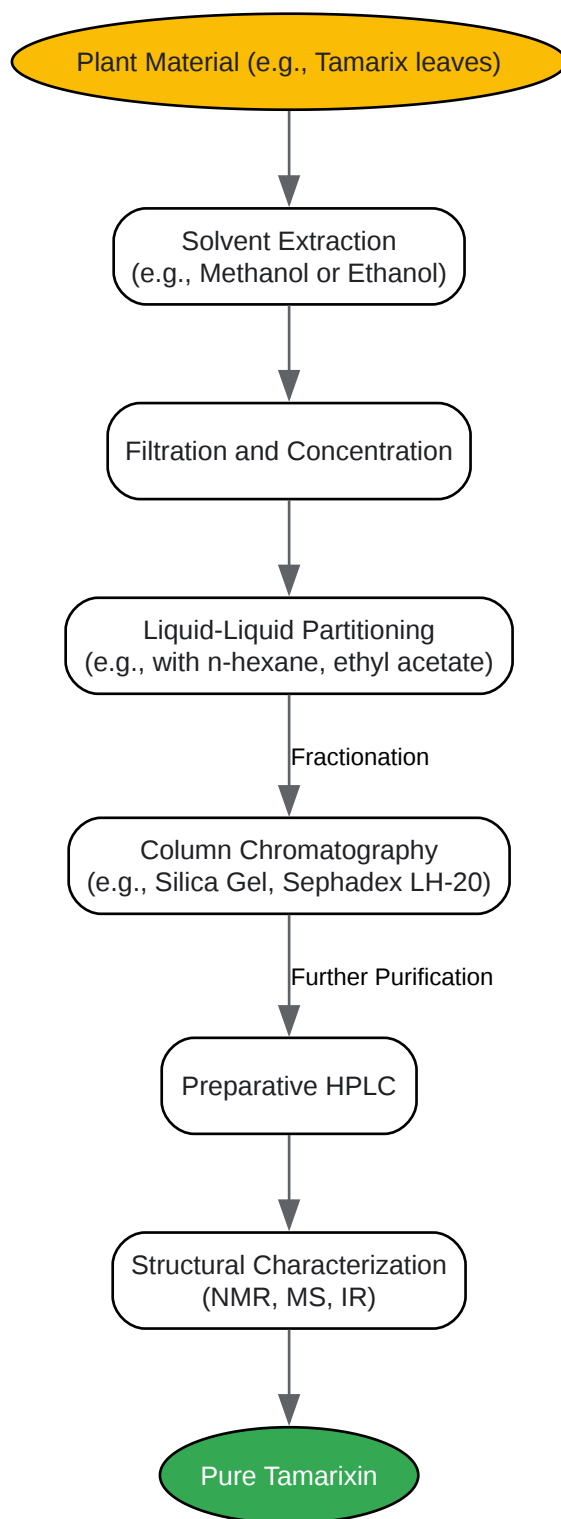 Plant Material (e.g., Tamarix leaves)
Solvent Extraction
(e.g., Methanol or Ethanol)
Filtration and Concentration
Liquid-Liquid Partitioning
(e.g., with n-hexane, ethyl acetate)
Fractionation
Column Chromatography
(e.g., Silica Gel, Sephadex LH-20)
Further Purification
Preparative HPLC
Structural Characterization
(NMR, MS, IR)
Pure Tamarixin